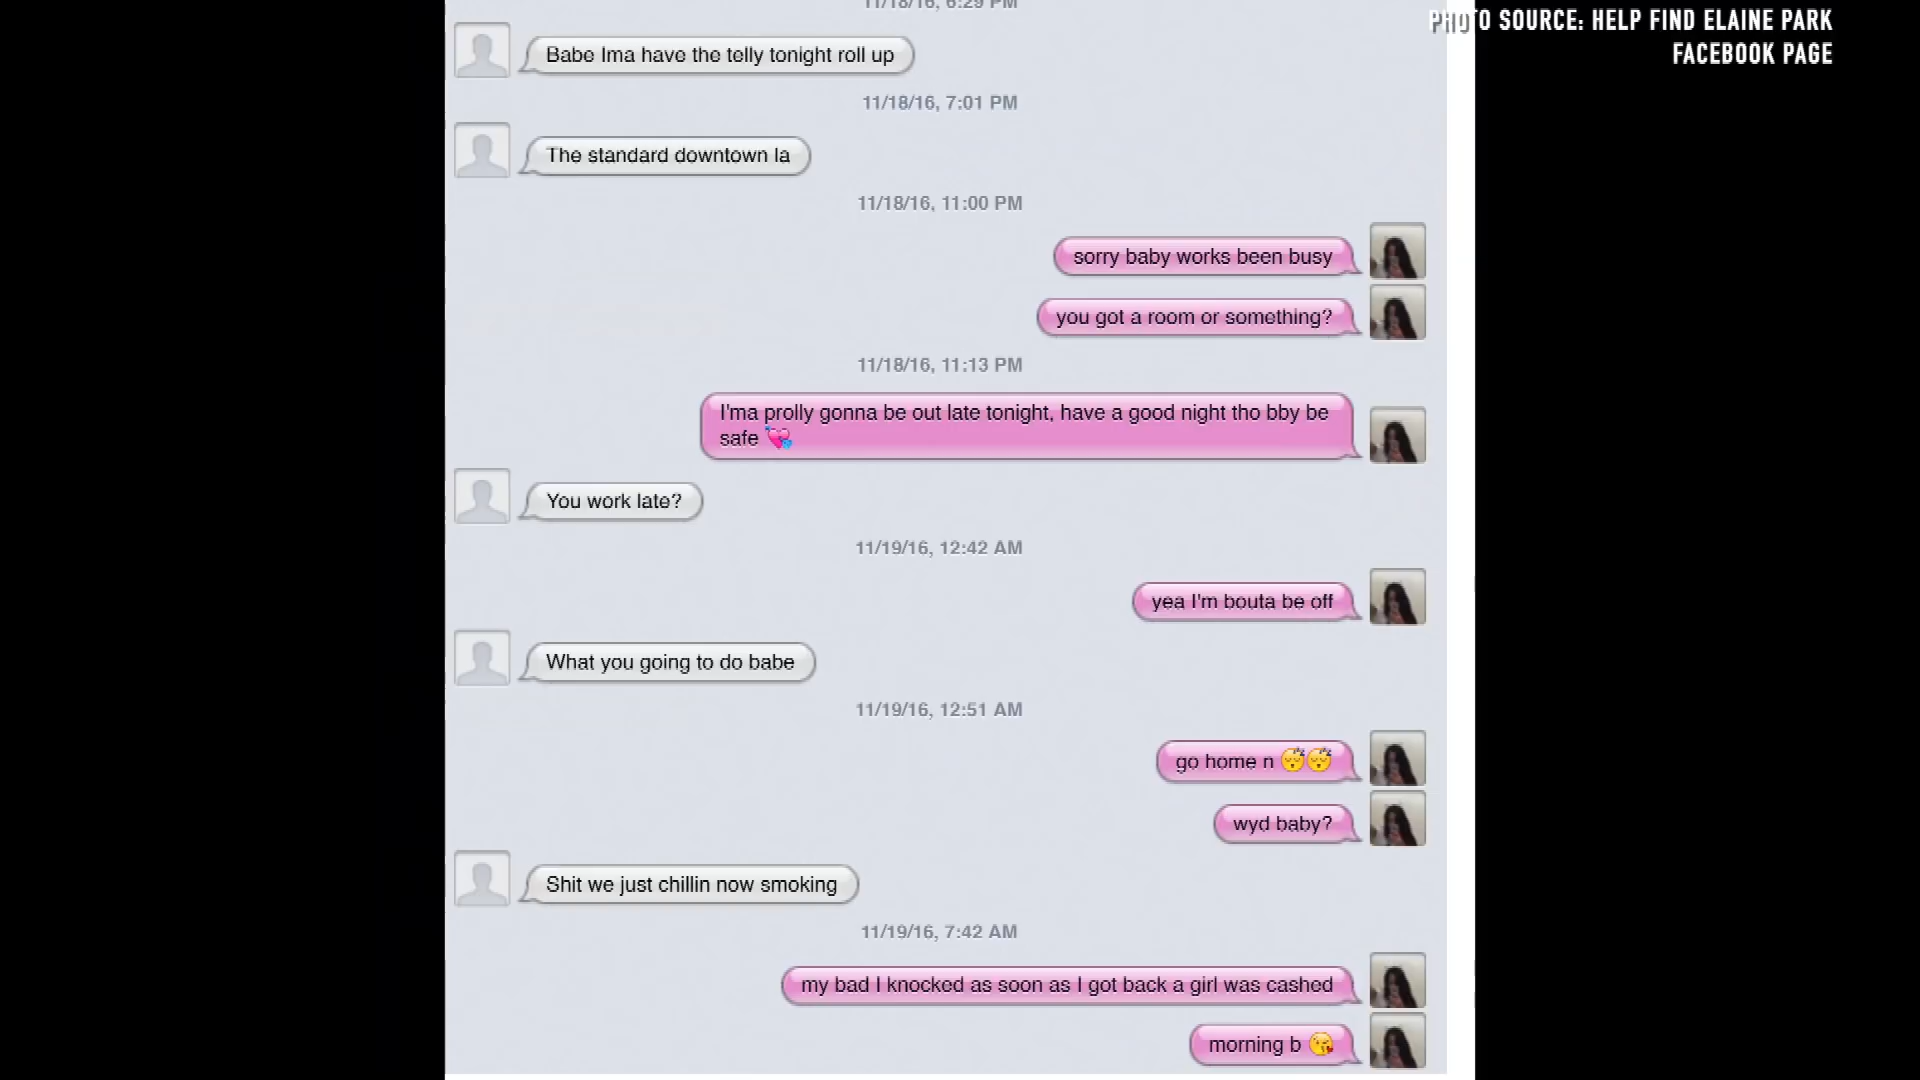 11/18/16, 6:29 PM
PHOTO SOURCE: HELP FIND ELAINE PARK
FACEBOOK PAGE
Babe Ima have the telly tonight roll up
11/18/16, 7:01 PM
The standard downtown la
11/18/16, 11:00 PM
sorry baby works been busy
you got a room or something?
11/18/16, 11:13 PM
I'ma prolly gonna be out late tonight, have a good night tho bby be
safe 💘
You work late?
11/19/16, 12:42 AM
yea I'm bouta be off
What you going to do babe
11/19/16, 12:51 AM
go home n 😴😴
wyd baby?
Shit we just chillin now smoking
11/19/16, 7:42 AM
my bad I knocked as soon as I got back a girl was cashed
morning b 😘